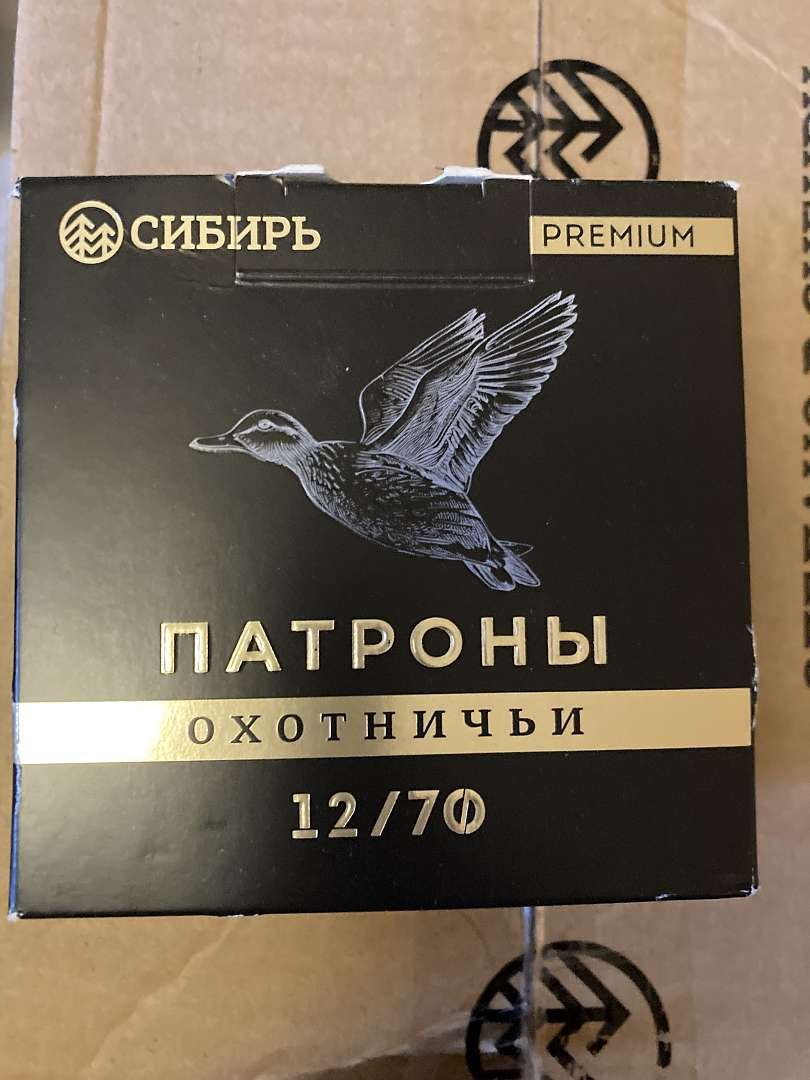 СИБИРЬ
PREMIUM
ПАТРОНЫ
ОХОТНИЧЬИ
12/70